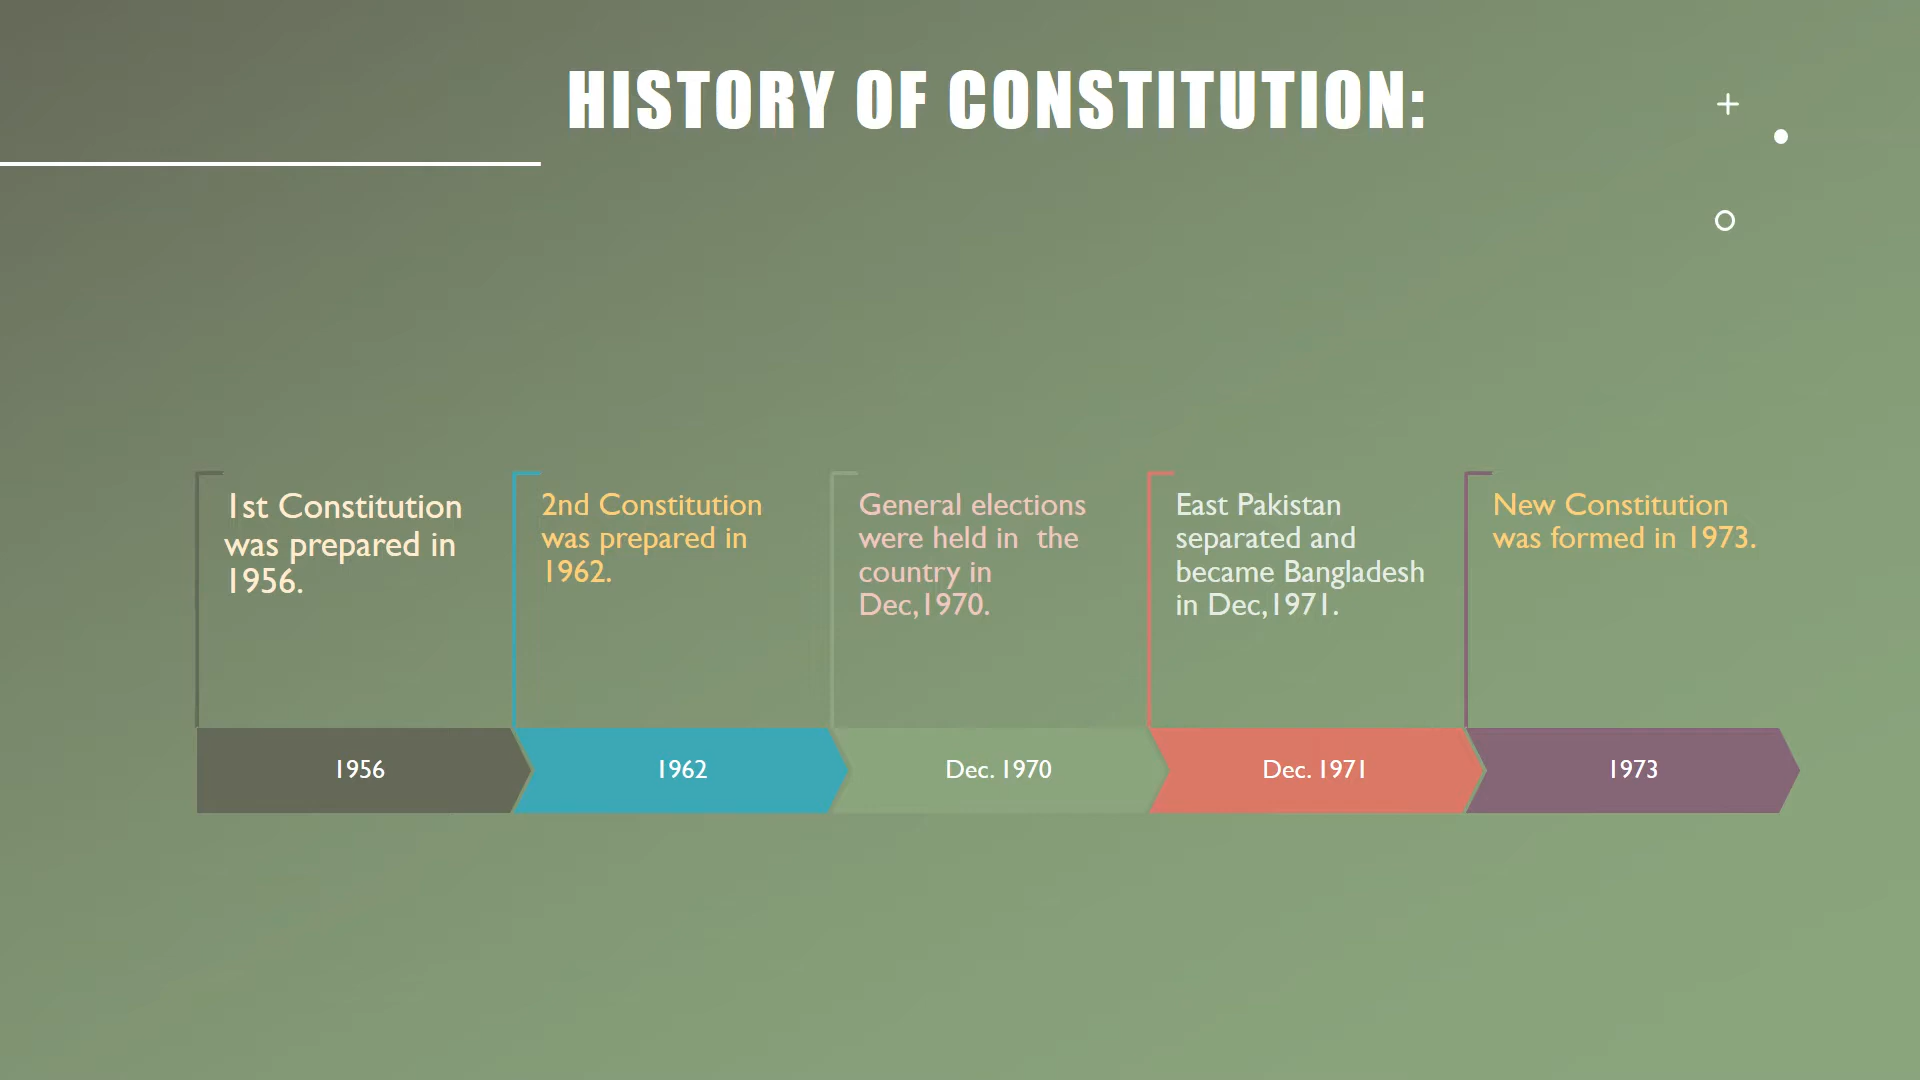 HISTORY OF CONSTITUTION:
1st Constitution
was prepared in
1956.
2nd Constitution
was prepared in
1962.
General elections
were held in  the
country in
Dec,1970.
East Pakistan
separated and
became Bangladesh
in Dec,1971.
New Constitution
was formed in 1973.
1956
1962
Dec. 1970
Dec. 1971
1973